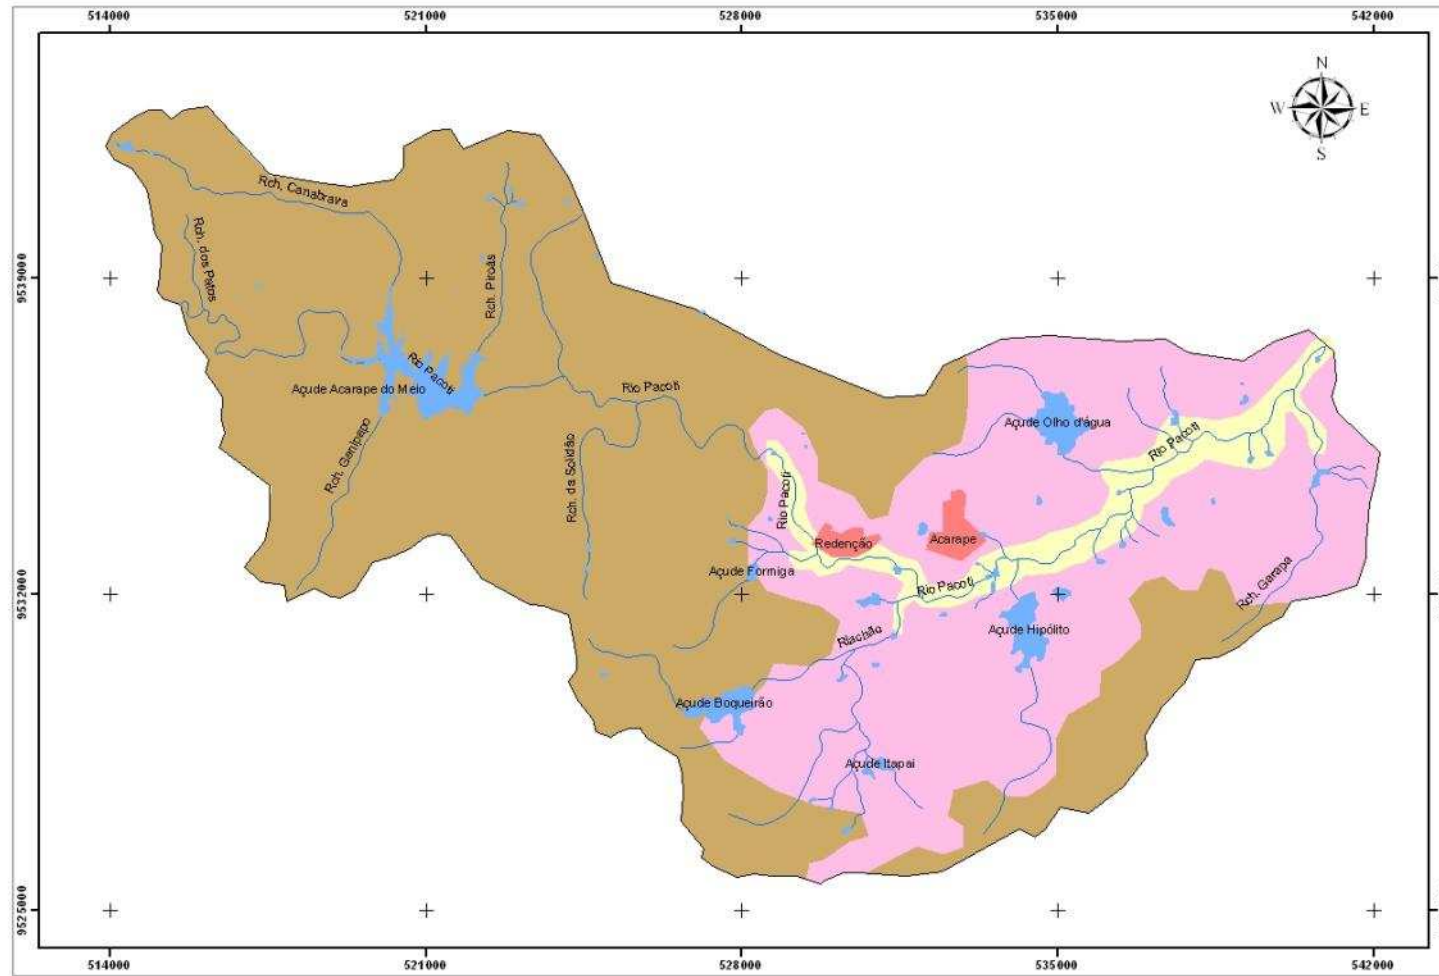 514000 521000 528000 535000 542000
N
W E
S
Rch. Canabrava
Rch. dos Patos
Rch. Piroás
9539000
Rio Pacoti
Açude Acarape do Meio
Rio Pacoti
Rch. Genipapo
Rch. da Solidão
Açude Olho d'água
Rio Pacoti
Rio Pacoti
Redenção
Acarape
Açude Formiga
Rio Pacoti
Rch. Garapa
9532000
Riachão
Açude Hipólito
Açude Boqueirão
Açude Itapai
9525000
514000 521000 528000 535000 542000